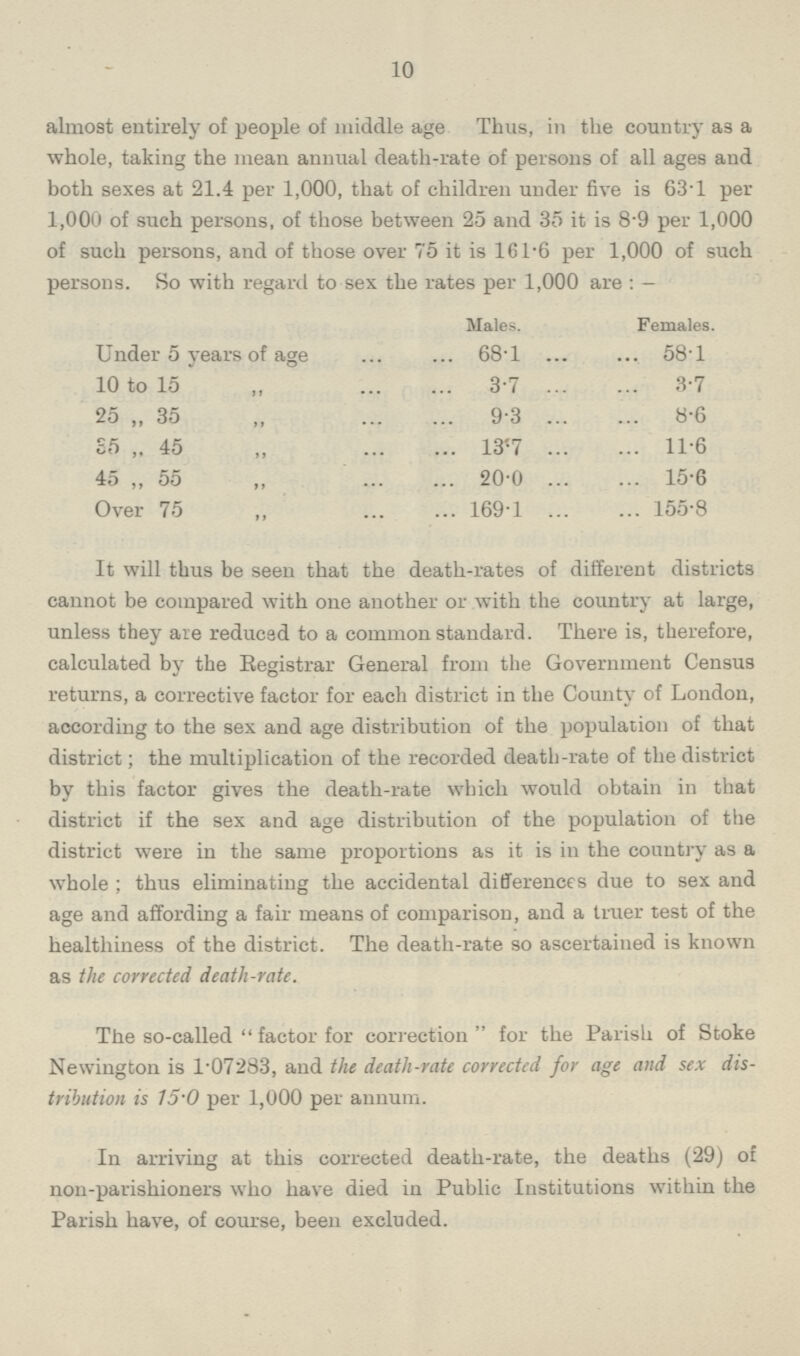 10
almost entirely of people of middle age Thus, in the country as a
whole, taking the mean annual death-rate of persons of all ages and
both sexes at 21.4 per 1,000, that of children under five is 63·1 per
1,000 of such persons, of those between 25 and 35 it is 8·9 per 1,000
of such persons, and of those over 75 it is 161·6 per 1,000 of such
persons. So with regard to sex the rates per 1,000 are : —
Males. Females.
Under 5 years of age ... ... 68·1 ... ... 58·1
10 to 15 ,, ... ... 3·7 ... ... 3·7
25 ,, 35 ,, ... ... 9·3 ... ... 8·6
35 ,, 45 ,, ... ... 13·7 ... ... 11·6
45 ,, 55 ,, ... ... 20·0 ... ... 15·6
Over 75 ,, ... ... 169·1 ... ... 155·8
It will thus be seen that the death-rates of different districts
cannot be compared with one another or with the country at large,
unless they are reduced to a common standard. There is, therefore,
calculated by the Registrar General from the Government Census
returns, a corrective factor for each district in the County of London,
according to the sex and age distribution of the population of that
district; the multiplication of the recorded death-rate of the district
by this factor gives the death-rate which would obtain in that
district if the sex and age distribution of the population of the
district were in the same proportions as it is in the country as a
whole ; thus eliminating the accidental differences due to sex and
age and affording a fair means of comparison, and a truer test of the
healthiness of the district. The death-rate so ascertained is known
as the corrected death-rate.
The so-called “ factor for correction ” for the Parish of Stoke
Newington is 1·07283, and the death-rate corrected for age and sex dis-
tribution is 15·0 per 1,000 per annum.
In arriving at this corrected death-rate, the deaths (29) of
non-parishioners who have died in Public Institutions within the
Parish have, of course, been excluded.